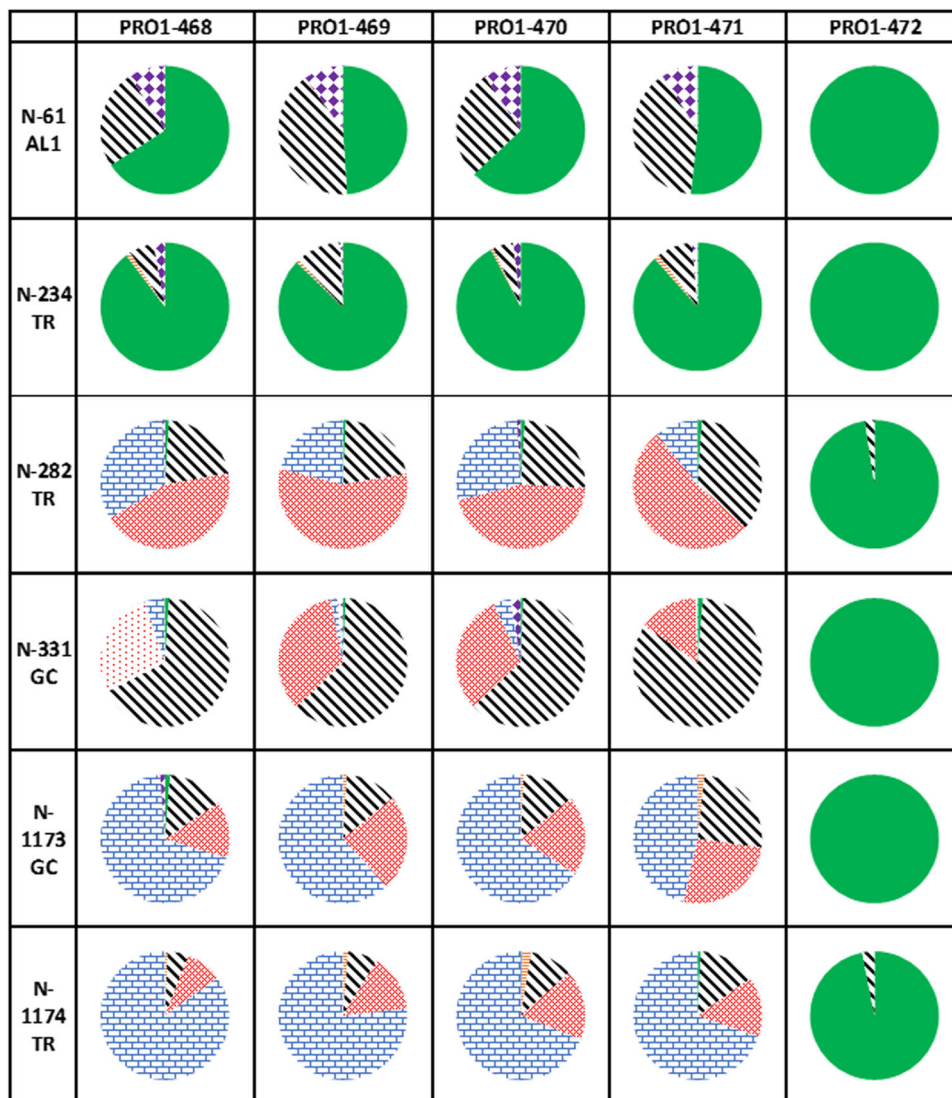 PRO1-468 PRO1-469 PRO1-470 PRO1-471 PRO1-472
N-61
AL1
N-234
TR
N-282
TR
N-331
GC
N-
1173
GC
N-
1174
TR